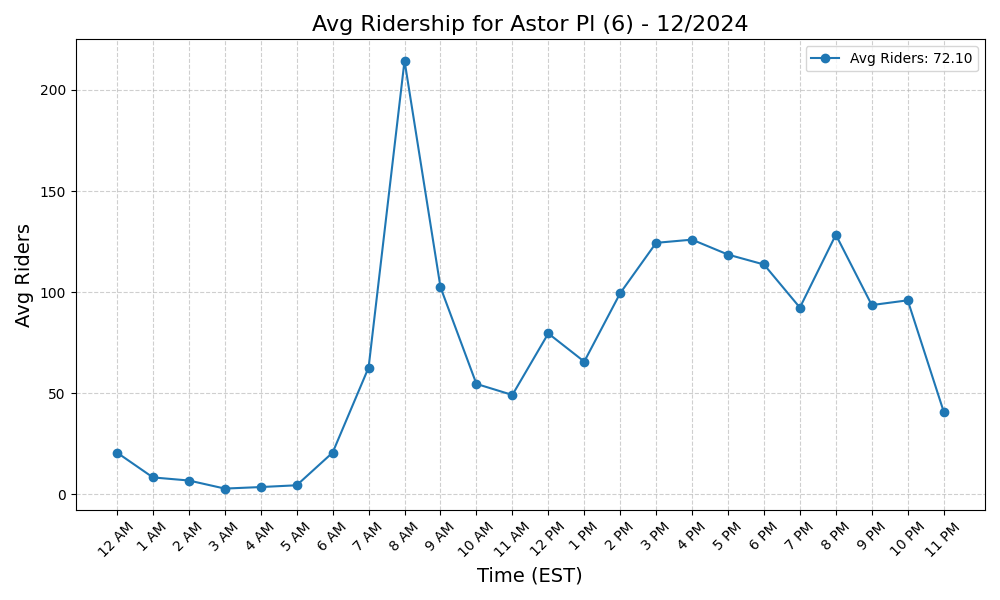 Avg Ridership for Astor Pl (6) - 12/2024
Avg Riders: 72.10
Avg Riders
200
150
100
50
0
12 AM
1 AM
2 AM
3 AM
4 AM
5 AM
6 AM
7 AM
8 AM
9 AM
10 AM
11 AM
12 PM
1 PM
2 PM
3 PM
4 PM
5 PM
6 PM
7 PM
8 PM
9 PM
10 PM
11 PM
Time (EST)